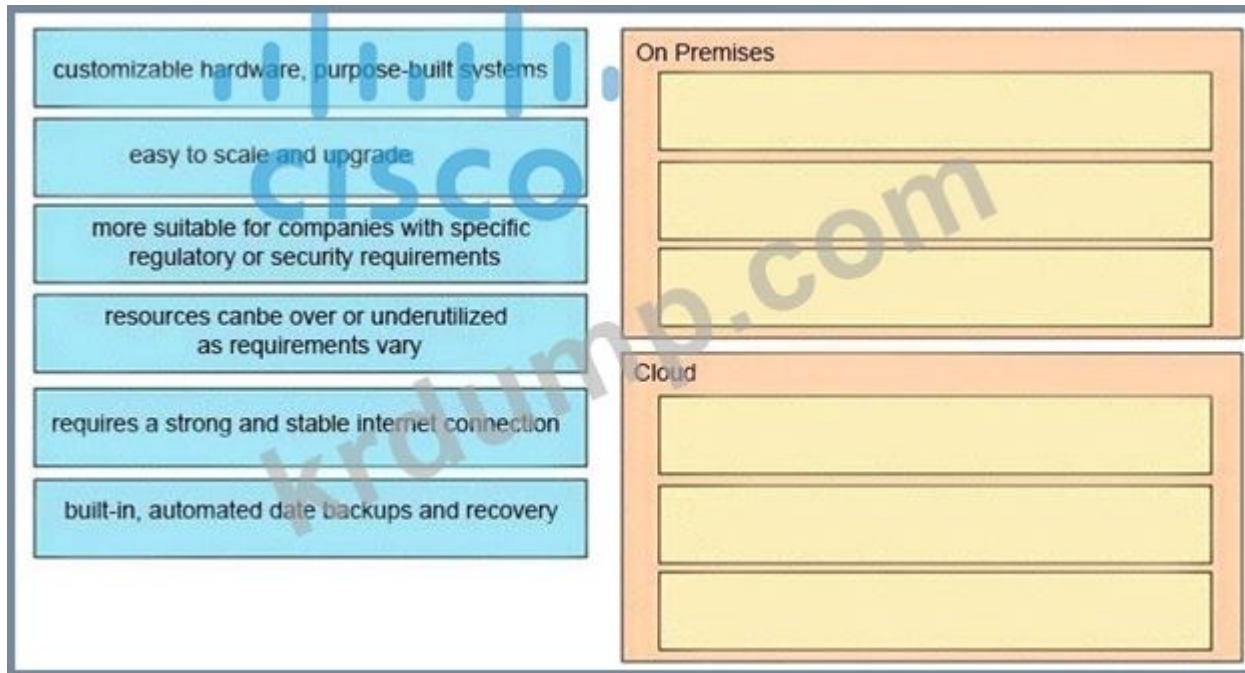 customizable hardware, purpose-built systems
easy to scale and upgrade
more suitable for companies with specific
regulatory or security requirements
resources canbe over or underutilized
as requirements vary
requires a strong and stable internet connection
built-in, automated date backups and recovery
On Premises
Cloud
CISCO
krdump.com